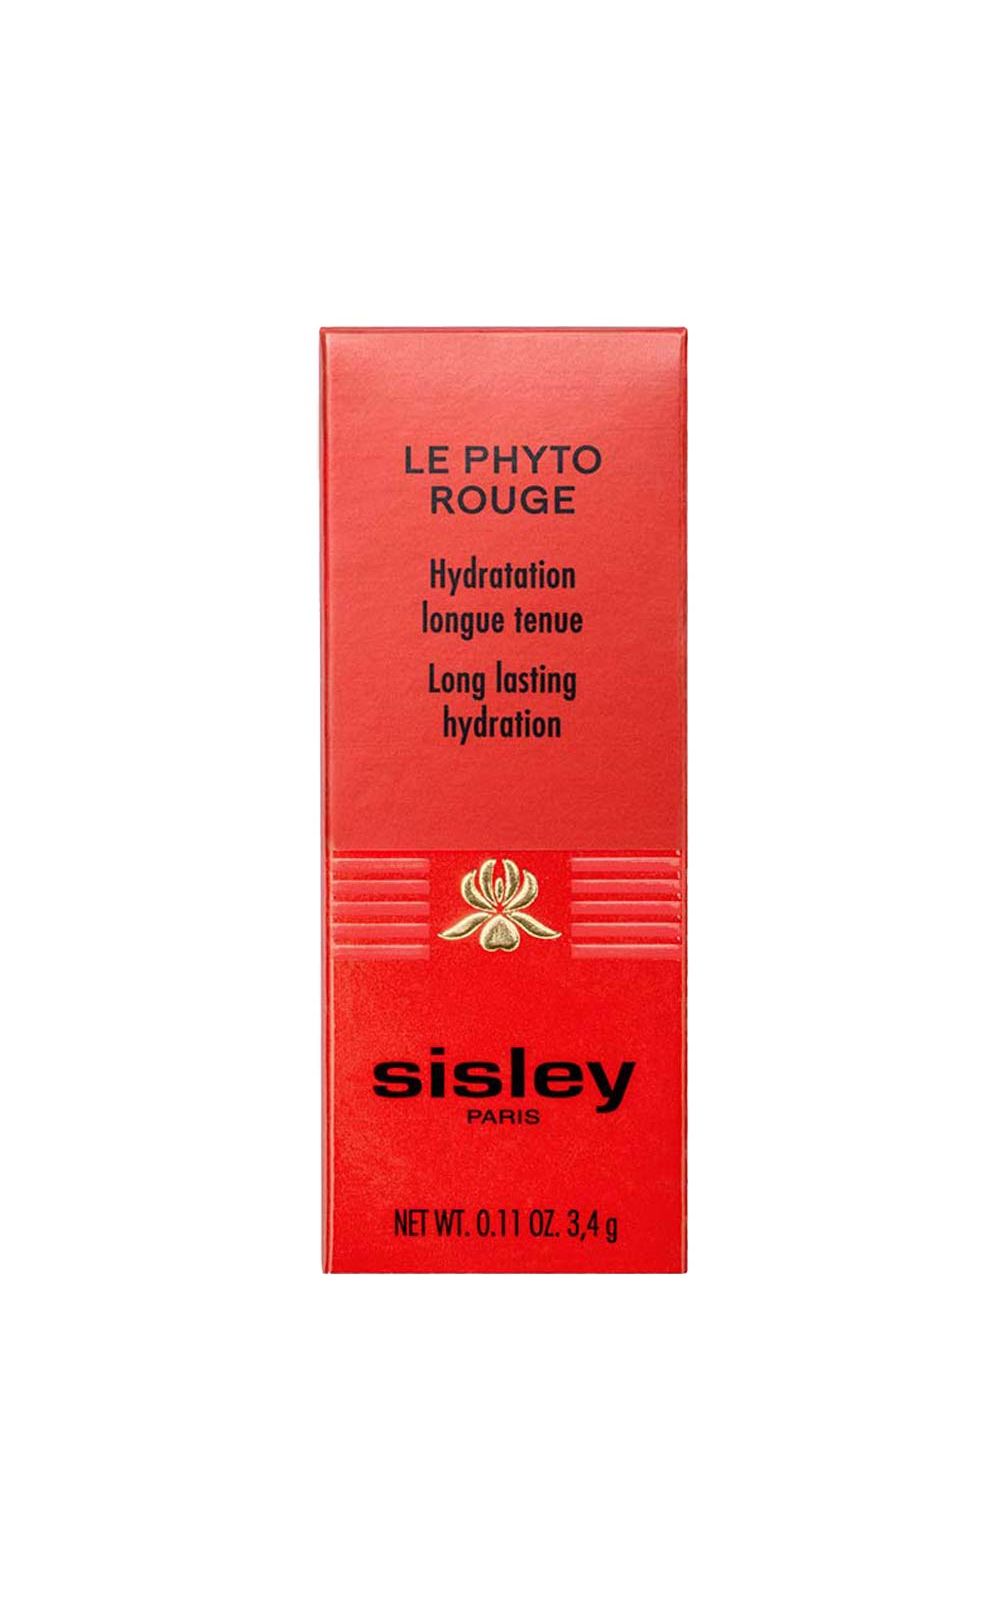 LE PHYTO
ROUGE
Hydratation
longue tenue
Long lasting
hydration
sisley
PARIS
NET WT. 0.11 OZ. 3,4 g